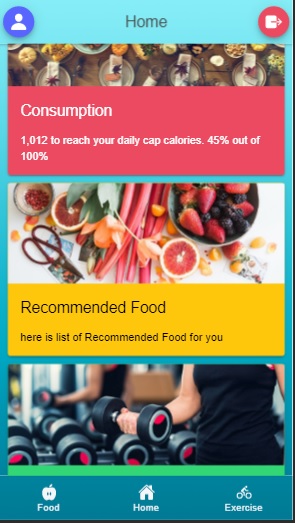 Home
Consumption
1,012 to reach your daily cap calories. 45% out of
100%
Recommended Food
here is list of Recommended Food for you
Food Home Exercise